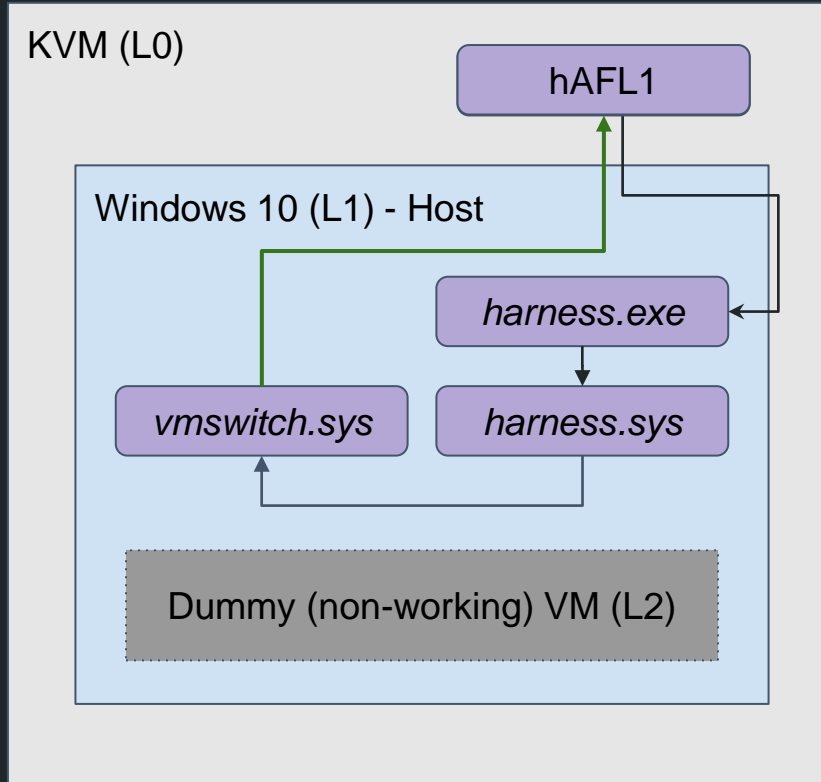 KVM (L0)
hAFL1
Windows 10 (L1) - Host
harness.exe
vmswitch.sys
harness.sys
Dummy (non-working) VM (L2)